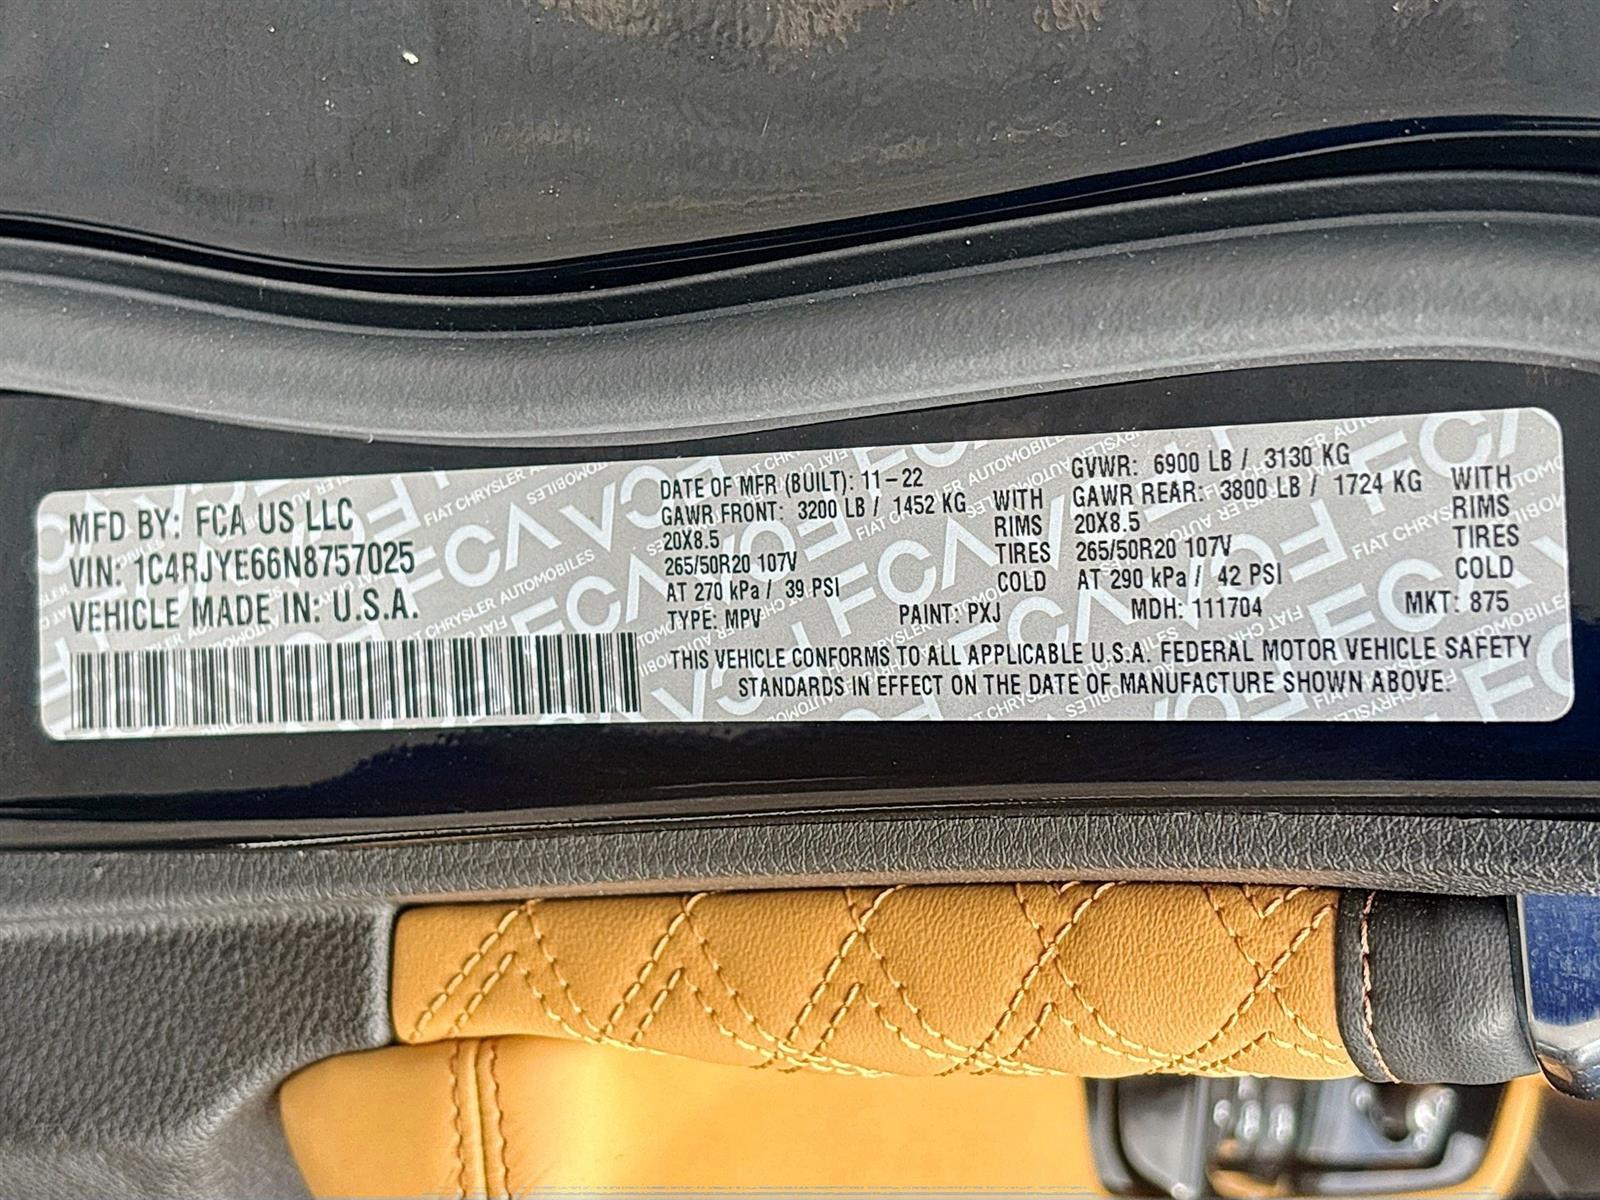 MFD BY: FCA US LLC
VIN: 1C4RJYE66N8757025
VEHICLE MADE IN: U.S.A.
DATE OF MFR (BUILT): 11-22
GAWR FRONT: 3200 LB / 1452 KG WITH
20X8.5 RIMS
265/50R20 107V TIRES
AT 270 kPa / 39 PSI COLD
GVWR: 6900 LB / 3130 KG
GAWR REAR: 3800 LB / 1724 KG WITH
20X8.5 RIMS
265/50R20 107V TIRES
AT 290 kPa / 42 PSI COLD
TYPE: MPV PAINT: PXJ MDH: 111704 MKT: 875
THIS VEHICLE CONFORMS TO ALL APPLICABLE U.S.A. FEDERAL MOTOR VEHICLE SAFETY
STANDARDS IN EFFECT ON THE DATE OF MANUFACTURE SHOWN ABOVE.
FCA
FIAT CHRYSLER AUTOMOBILES